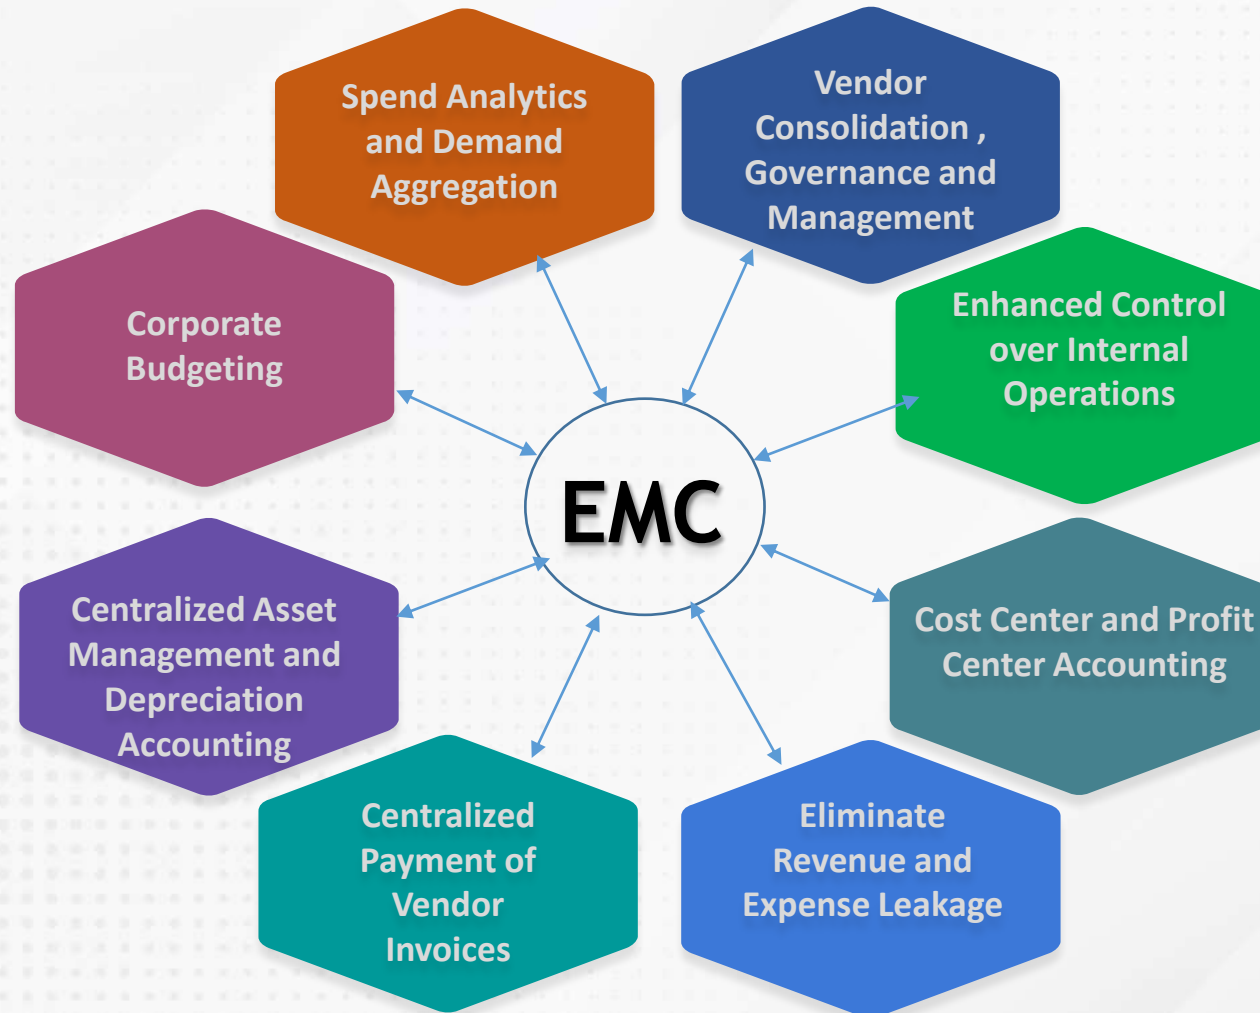 Spend Analytics
and Demand
Aggregation
Vendor
Consolidation ,
Governance and
Management
Corporate
Budgeting
Enhanced Control
over Internal
Operations
EMC
Centralized Asset
Management and
Depreciation
Accounting
Cost Center and Profit
Center Accounting
Centralized
Payment of
Vendor
Invoices
Eliminate
Revenue and
Expense Leakage